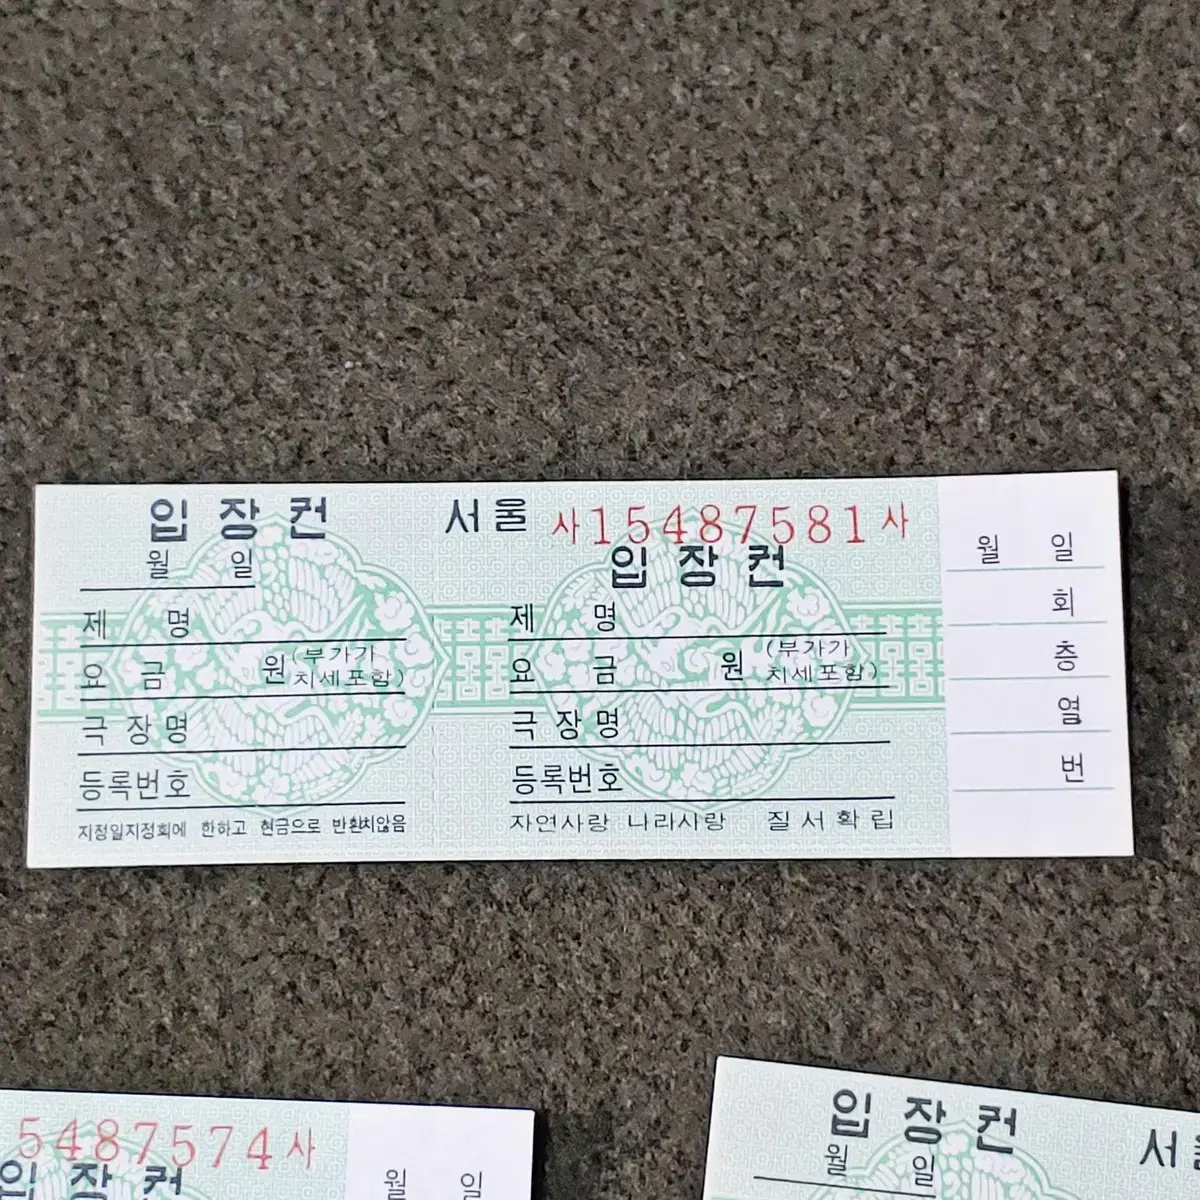 입장권 서울 사15487581사
월 일
제 명
요 금 원(부가가치세포함)
극장명
등록번호
지정일지정회에 한하고 현금으로 반환치않음
입장권
제 명
요 금 원(부가가치세포함)
극장명
등록번호
자연사랑 나라사랑 질서확립
월 일
회
층
열
번
5487574사
입장권
월 일
입장권 서울
월 일